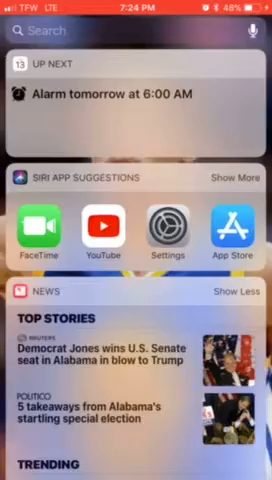 TFW LTE 7:24 PM 48%
Search
13 UP NEXT
Alarm tomorrow at 6:00 AM
SIRI APP SUGGESTIONS Show More
FaceTime YouTube Settings App Store
NEWS Show Less
TOP STORIES
REUTERS
Democrat Jones wins U.S. Senate
seat in Alabama in blow to Trump
POLITICO
5 takeaways from Alabama's
startling special election
TRENDING